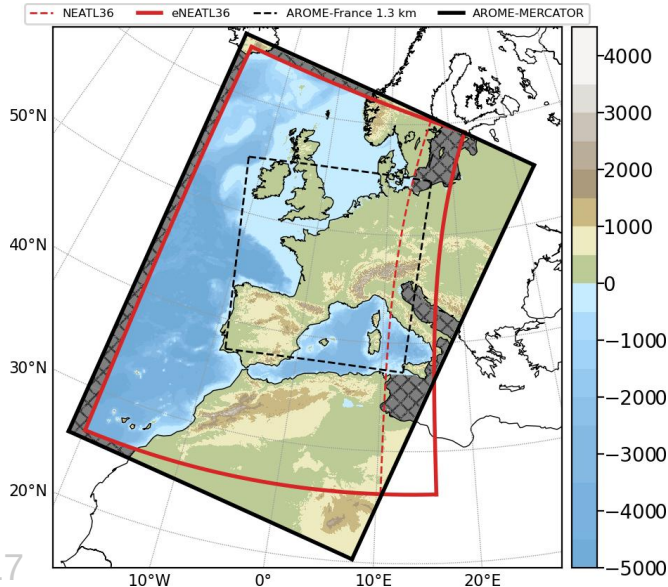 NEATL36 eNEATL36 AROME-France 1.3 km AROME-MERCATOR
4000
50°N
3000
2000
1000
40°N
0
−1000
30°N
−2000
−3000
20°N
−4000
−5000
10°W 0° 10°E 20°E
7